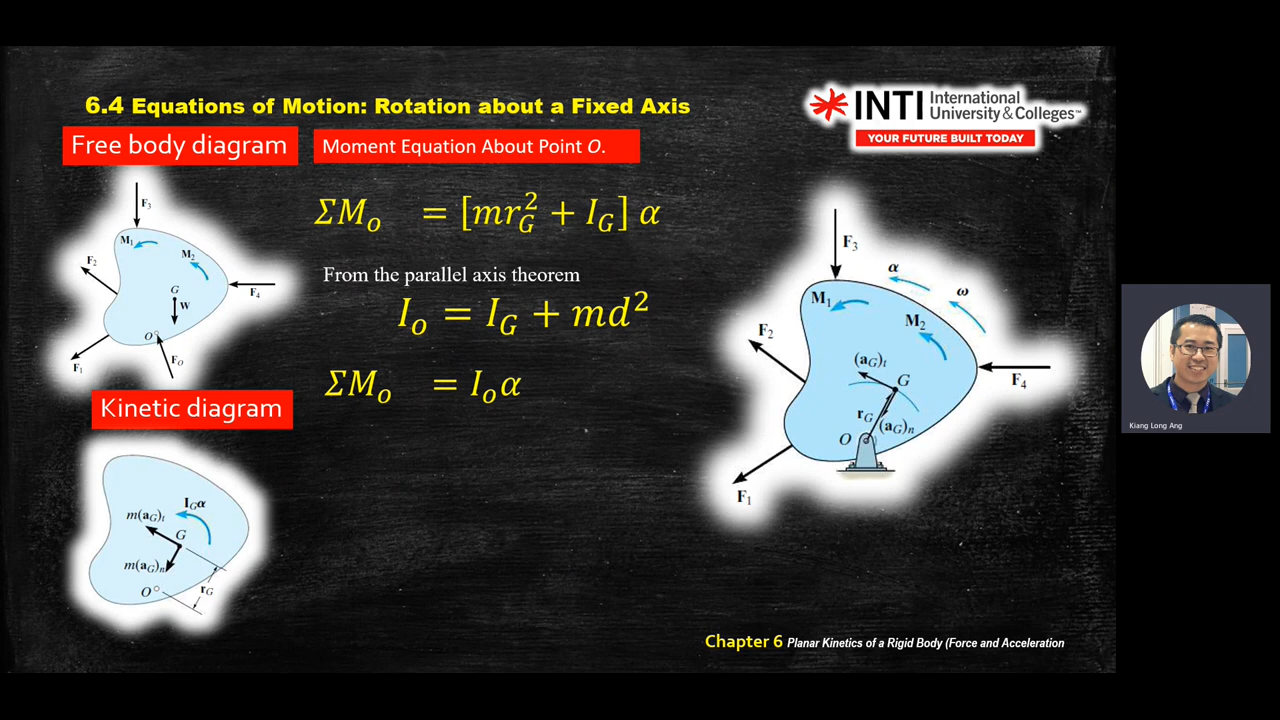 6.4 Equations of Motion: Rotation about a Fixed Axis
INTI International
University & Colleges™
YOUR FUTURE BUILT TODAY
Free body diagram
Moment Equation About Point O.
ΣM_o = [mr_G^2 + I_G] α
From the parallel axis theorem
I_o = I_G + md^2
ΣM_o = I_o α
F₃
M₁
M₂
F₂
G
W
F₄
O
F_O
F₁
Kinetic diagram
I_Gα
m(a_G)_t
G
m(a_G)_n
O
r_G
F₃
α
ω
M₁
M₂
F₂
(a_G)_t
G
F₄
r_G
(a_G)_n
O
F₁
Kiang Long Ang
Chapter 6 Planar Kinetics of a Rigid Body (Force and Acceleration